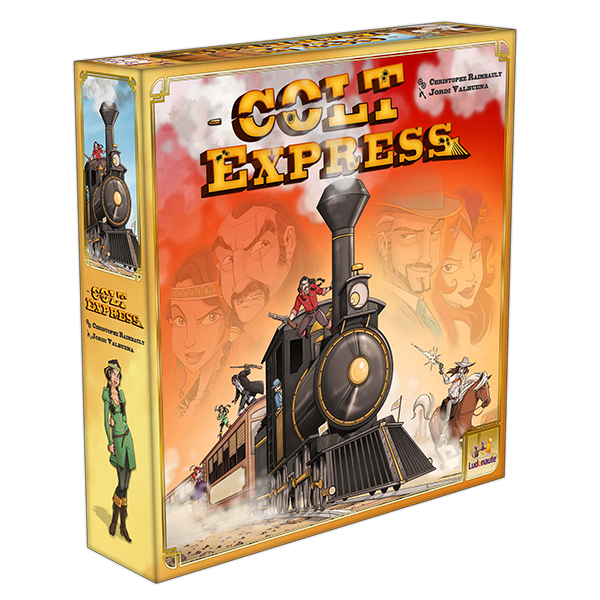 COLT
EXPRESS
Christophe Raimbault
Jordi Valbuena
Ludonaute
COLT
EXPRESS
Christophe Raimbault
Jordi Valbuena